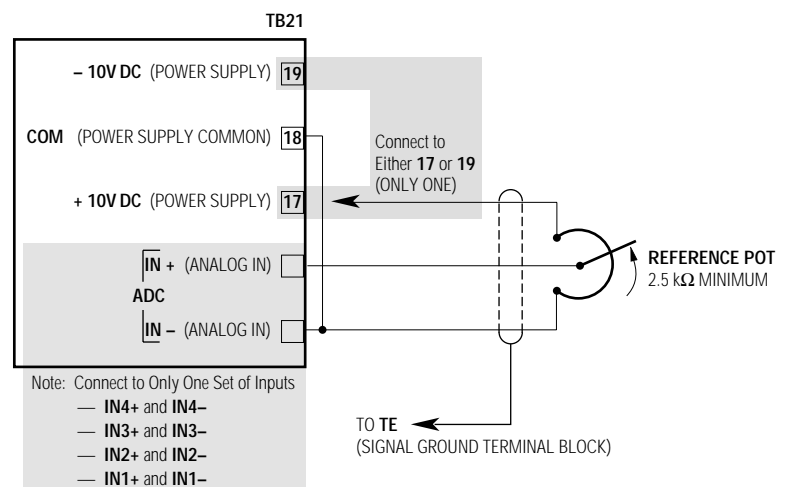 TB21
– 10V DC (POWER SUPPLY) 19
COM (POWER SUPPLY COMMON) 18
Connect to
Either 17 or 19
(ONLY ONE)
+ 10V DC (POWER SUPPLY) 17
IN + (ANALOG IN)
ADC
IN – (ANALOG IN)
REFERENCE POT
2.5 kΩ MINIMUM
Note: Connect to Only One Set of Inputs
— IN4+ and IN4–
— IN3+ and IN3–
— IN2+ and IN2–
— IN1+ and IN1–
TO TE
(SIGNAL GROUND TERMINAL BLOCK)